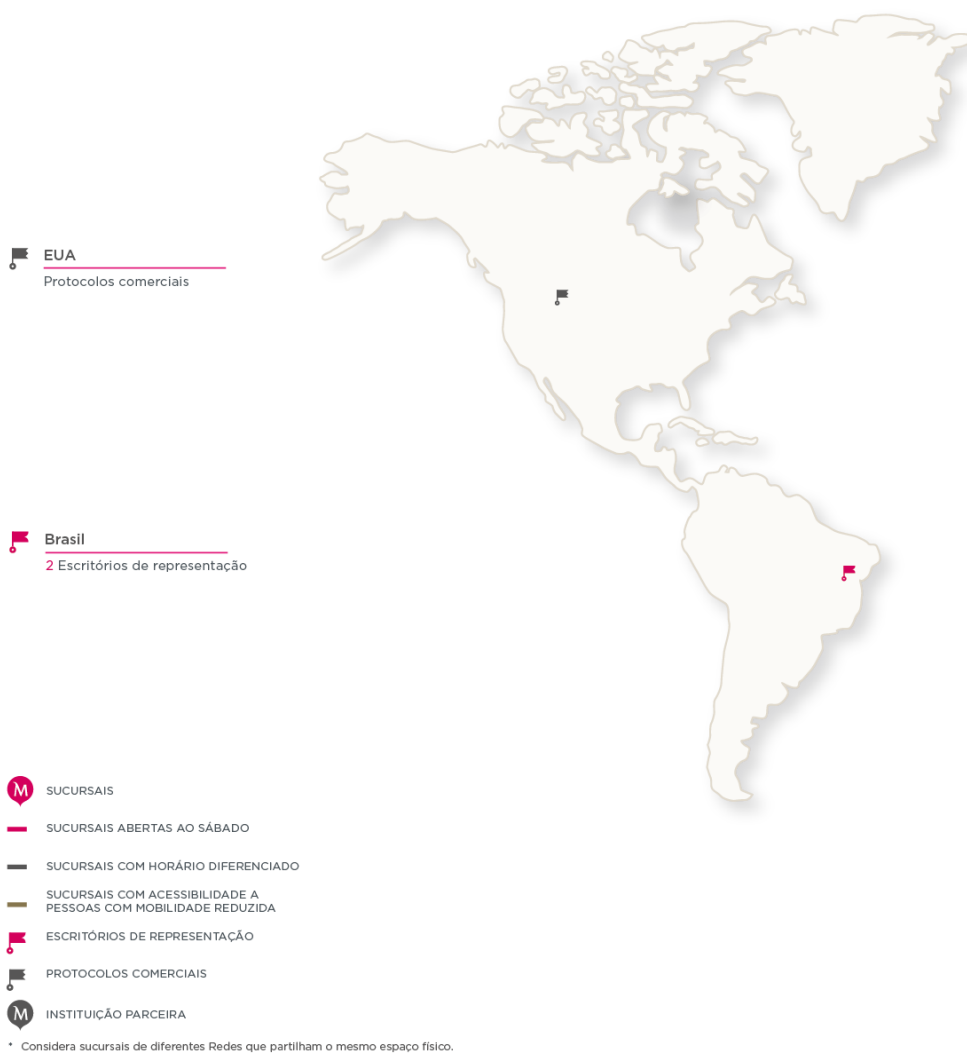 EUA
Protocolos comerciais
Brasil
2 Escritórios de representação
M SUCURSAIS
SUCURSAIS ABERTAS AO SÁBADO
SUCURSAIS COM HORÁRIO DIFERENCIADO
SUCURSAIS COM ACESSIBILIDADE A
PESSOAS COM MOBILIDADE REDUZIDA
ESCRITÓRIOS DE REPRESENTAÇÃO
PROTOCOLOS COMERCIAIS
M INSTITUIÇÃO PARCEIRA
* Considera sucursais de diferentes Redes que partilham o mesmo espaço físico.